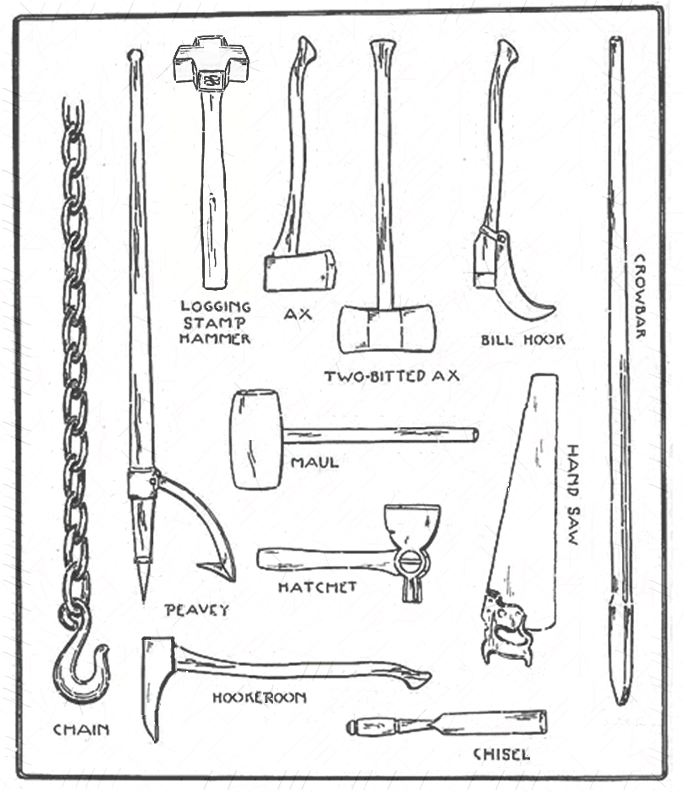 LOGGING
STAMP
HAMMER
AX
TWO-BITTED AX
BILL HOOK
CROWBAR
MAUL
HAND SAW
HATCHET
PEAVEY
HOOKEROON
CHAIN
CHISEL